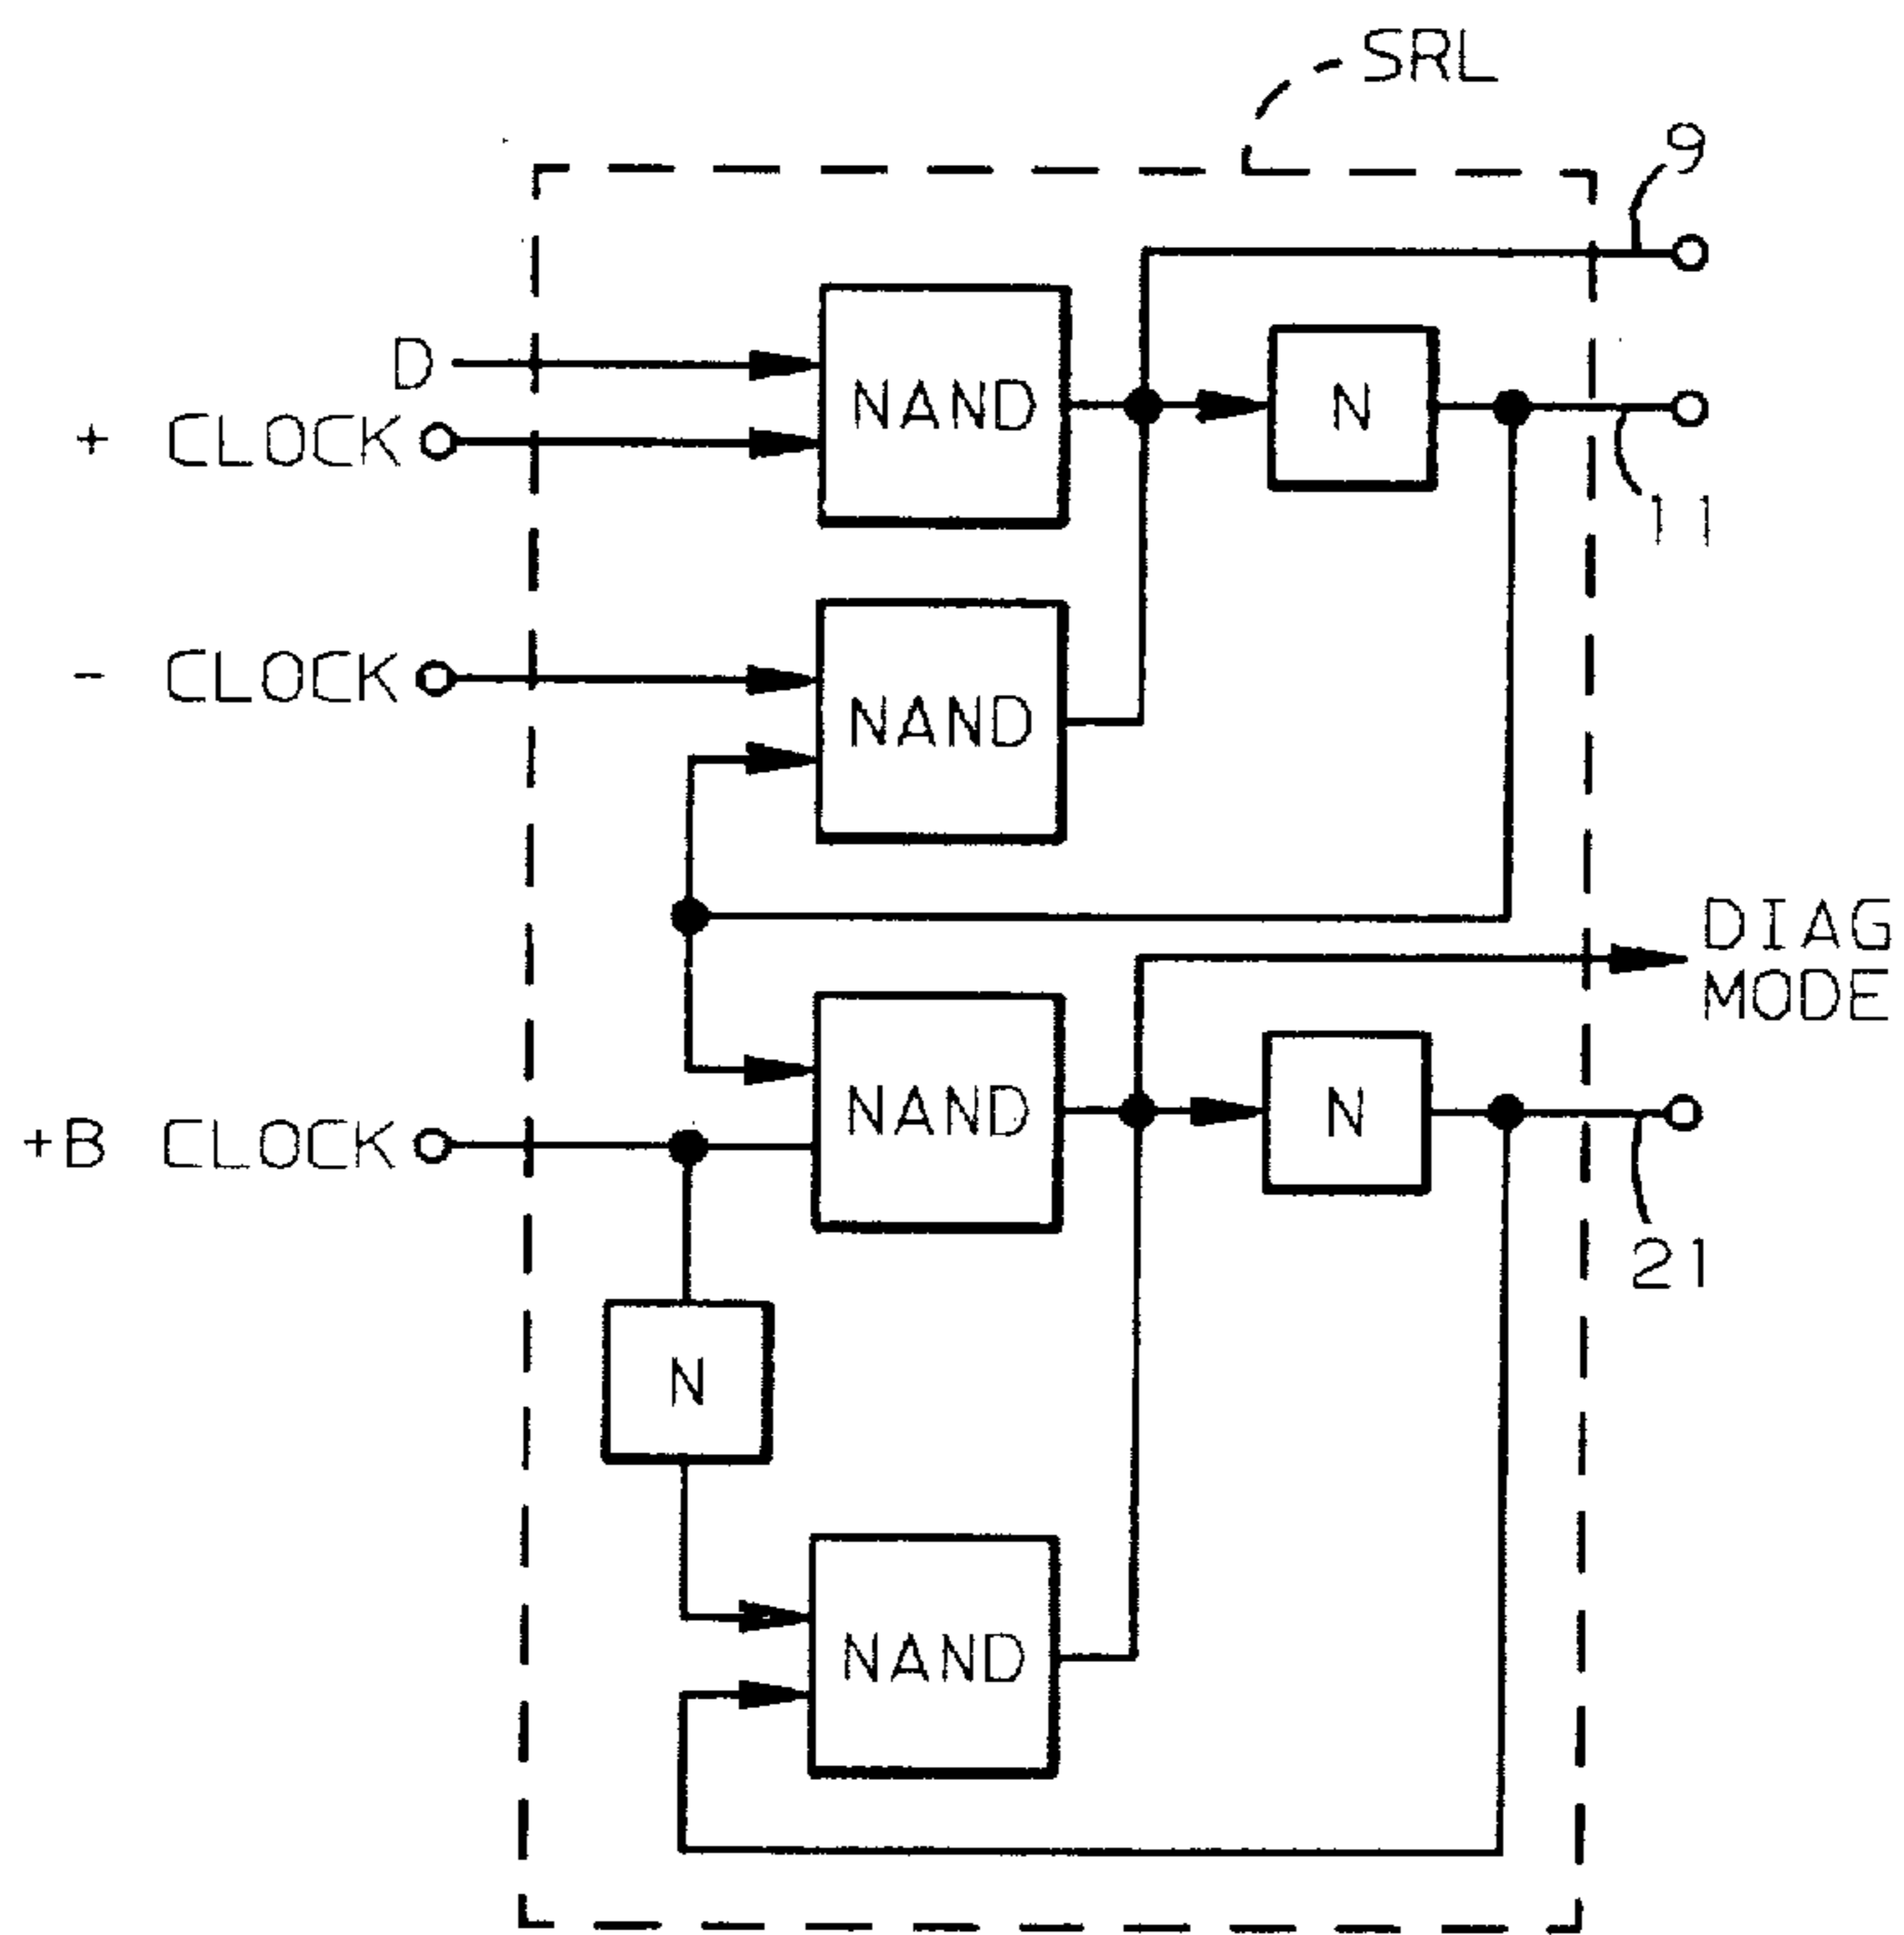 SRL
9
D
+ CLOCK
NAND
N
11
- CLOCK
NAND
DIAG
MODE
NAND
N
+B CLOCK
21
N
NAND